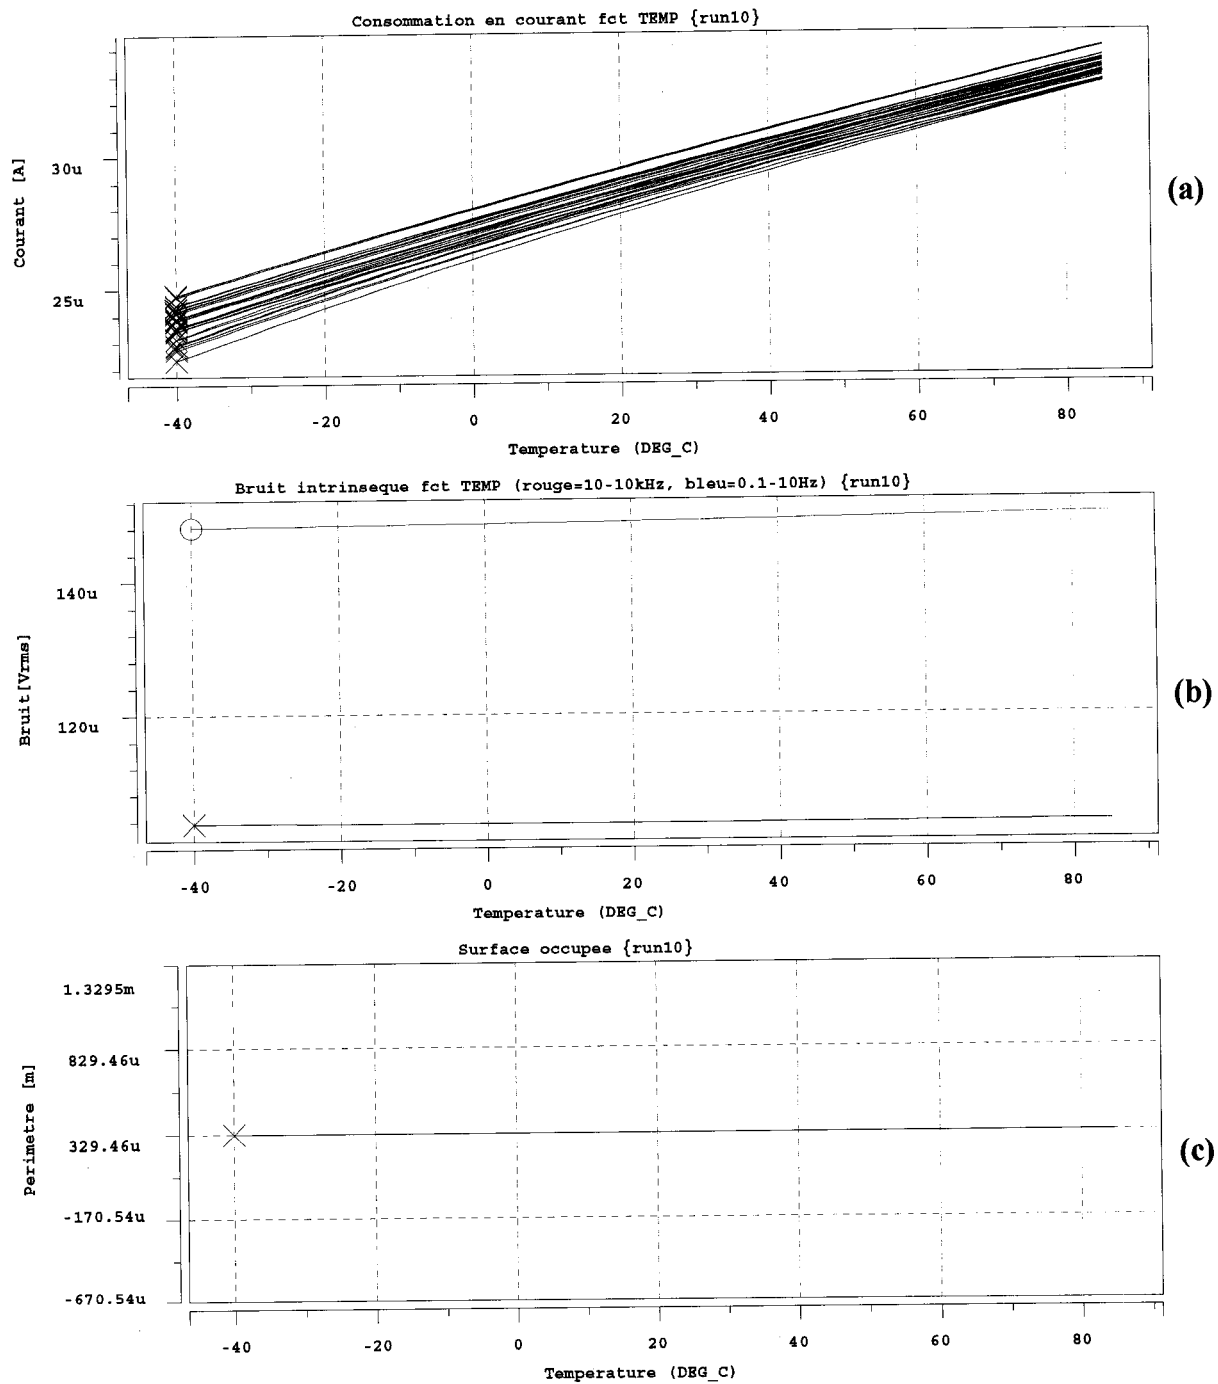 Consommation en courant fct TEMP {run10}
(a)
Courant [A]
30u
25u
-40 -20 0 20 40 60 80
Temperature (DEG_C)
Bruit intrinseque fct TEMP (rouge=10-10kHz, bleu=0.1-10Hz) {run10}
(b)
Bruit[Vrms]
140u
120u
-40 -20 0 20 40 60 80
Temperature (DEG_C)
Surface occupee {run10}
(c)
Perimetre [m]
1.3295m
829.46u
329.46u
-170.54u
-670.54u
-40 -20 0 20 40 60 80
Temperature (DEG_C)